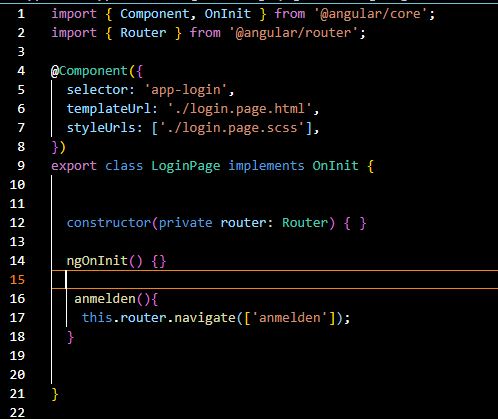 1 import { Component, OnInit } from '@angular/core';
2 import { Router } from '@angular/router';
3
4 @Component({
5   selector: 'app-login',
6   templateUrl: './login.page.html',
7   styleUrls: ['./login.page.scss'],
8 })
9 export class LoginPage implements OnInit {
10
11
12   constructor(private router: Router) { }
13
14   ngOnInit() {}
15
16    anmelden(){
17     this.router.navigate(['anmelden']);
18   }
19
20
21 }
22